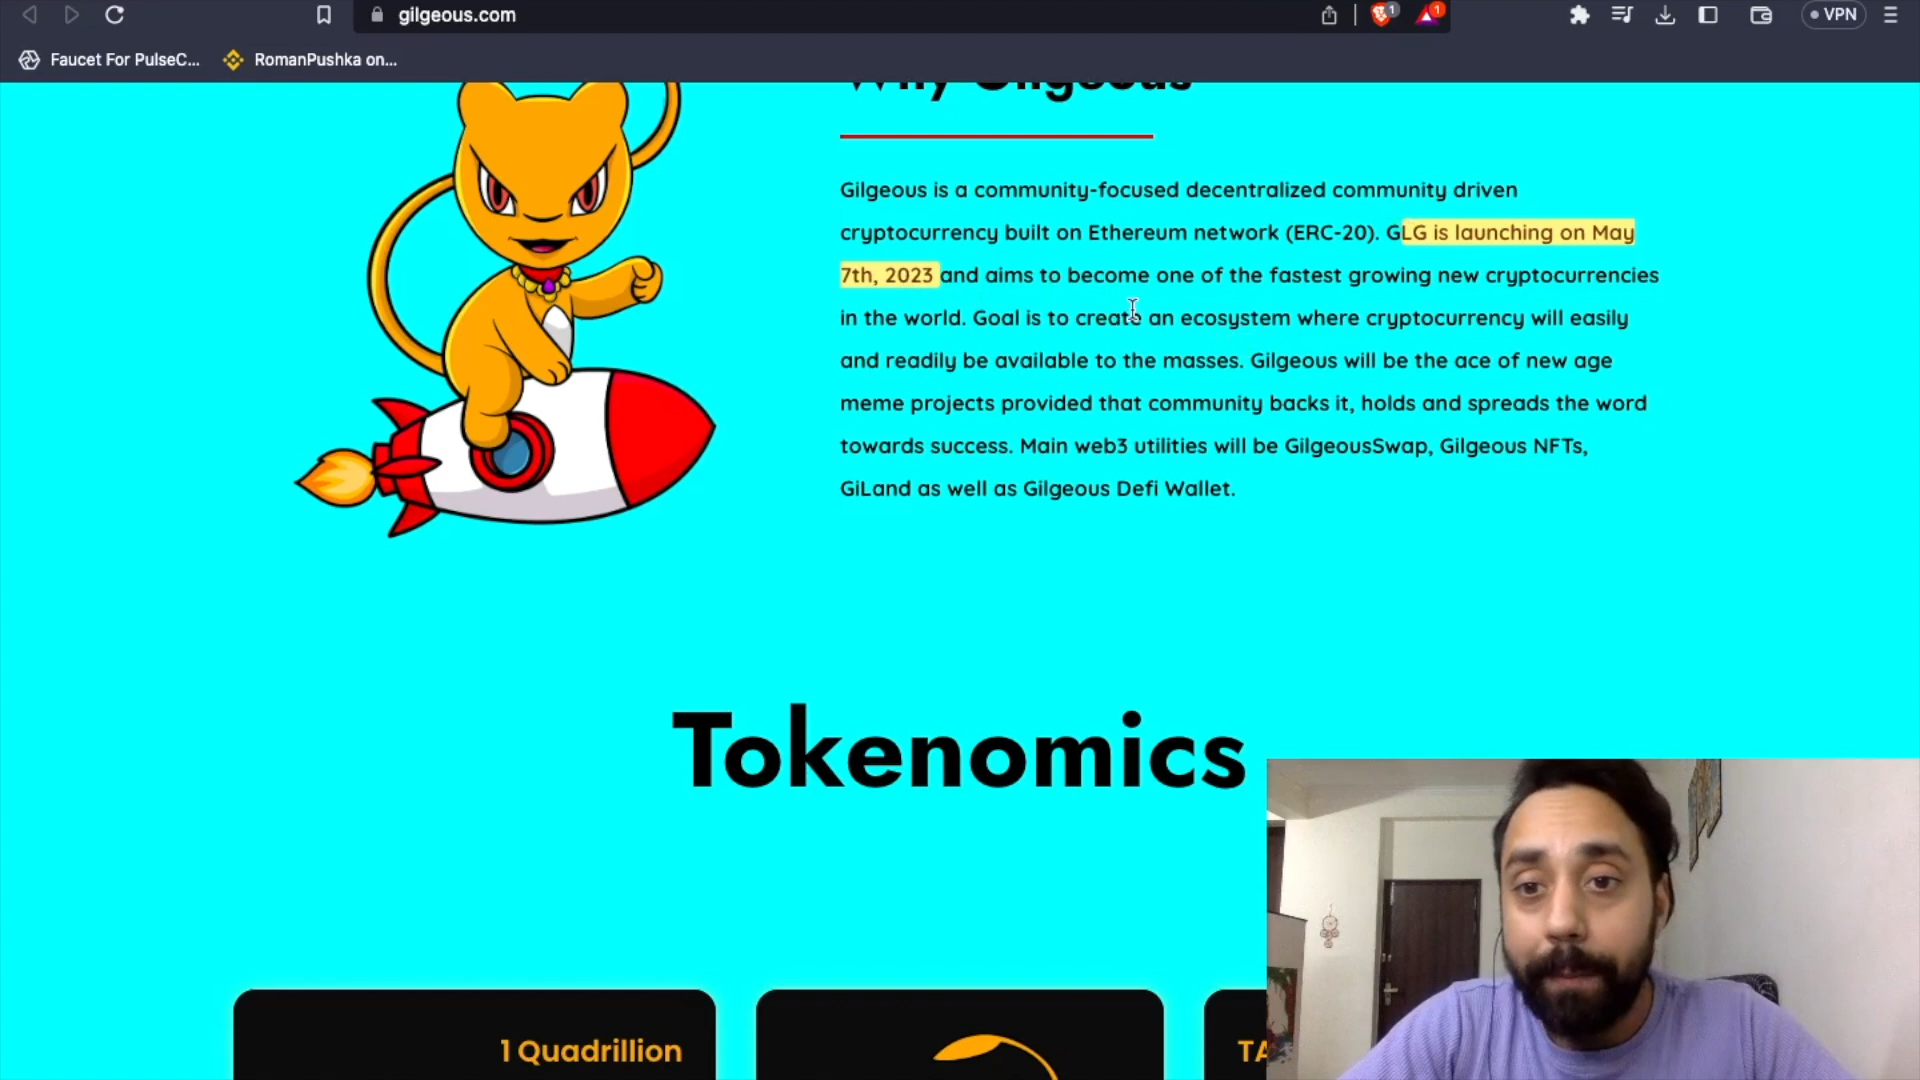 gilgeous.com
1
1
VPN
Faucet For PulseC...
RomanPushka on...
Why Gilgeous
Gilgeous is a community-focused decentralized community driven
cryptocurrency built on Ethereum network (ERC-20). GLG is launching on May
7th, 2023 and aims to become one of the fastest growing new cryptocurrencies
in the world. Goal is to create an ecosystem where cryptocurrency will easily
and readily be available to the masses. Gilgeous will be the ace of new age
meme projects provided that community backs it, holds and spreads the word
towards success. Main web3 utilities will be GilgeousSwap, Gilgeous NFTs,
GiLand as well as Gilgeous Defi Wallet.
Tokenomics
1 Quadrillion